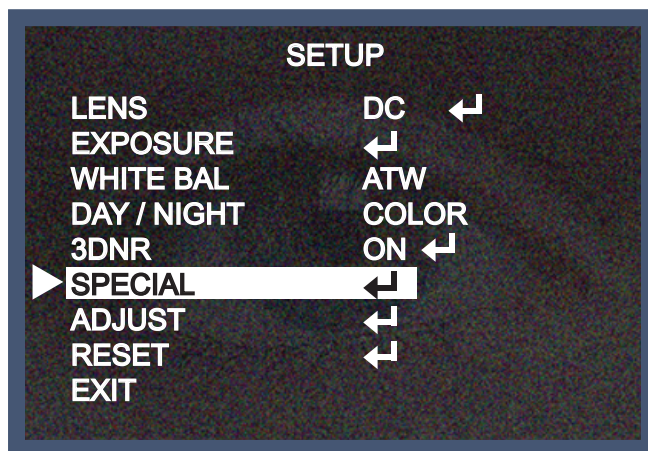 SETUP
LENS DC ↵
EXPOSURE ↵
WHITE BAL ATW
DAY / NIGHT COLOR
3DNR ON ↵
SPECIAL ↵
ADJUST ↵
RESET ↵
EXIT